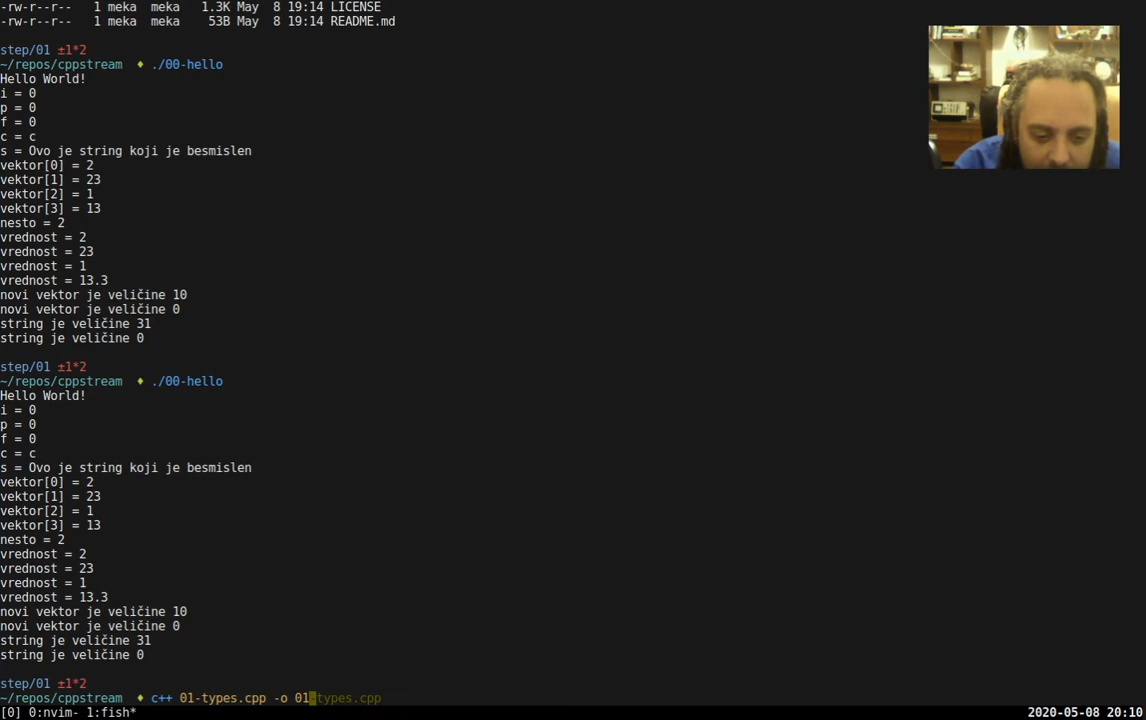 -rw-r--r--   1 meka  meka   1.3K May  8 19:14 LICENSE
-rw-r--r--   1 meka  meka    53B May  8 19:14 README.md
step/01 ±1*2
~/repos/cppstream  ♦ ./00-hello
Hello World!
i = 0
p = 0
f = 0
c = c
s = Ovo je string koji je besmislen
vektor[0] = 2
vektor[1] = 23
vektor[2] = 1
vektor[3] = 13
nesto = 2
vrednost = 2
vrednost = 23
vrednost = 1
vrednost = 13.3
novi vektor je veličine 10
novi vektor je veličine 0
string je veličine 31
string je veličine 0
step/01 ±1*2
~/repos/cppstream  ♦ ./00-hello
Hello World!
i = 0
p = 0
f = 0
c = c
s = Ovo je string koji je besmislen
vektor[0] = 2
vektor[1] = 23
vektor[2] = 1
vektor[3] = 13
nesto = 2
vrednost = 2
vrednost = 23
vrednost = 1
vrednost = 13.3
novi vektor je veličine 10
novi vektor je veličine 0
string je veličine 31
string je veličine 0
step/01 ±1*2
~/repos/cppstream  ♦ c++ 01-types.cpp -o 01-types.cpp
[0] 0:nvim- 1:fish* 2020-05-08 20:10